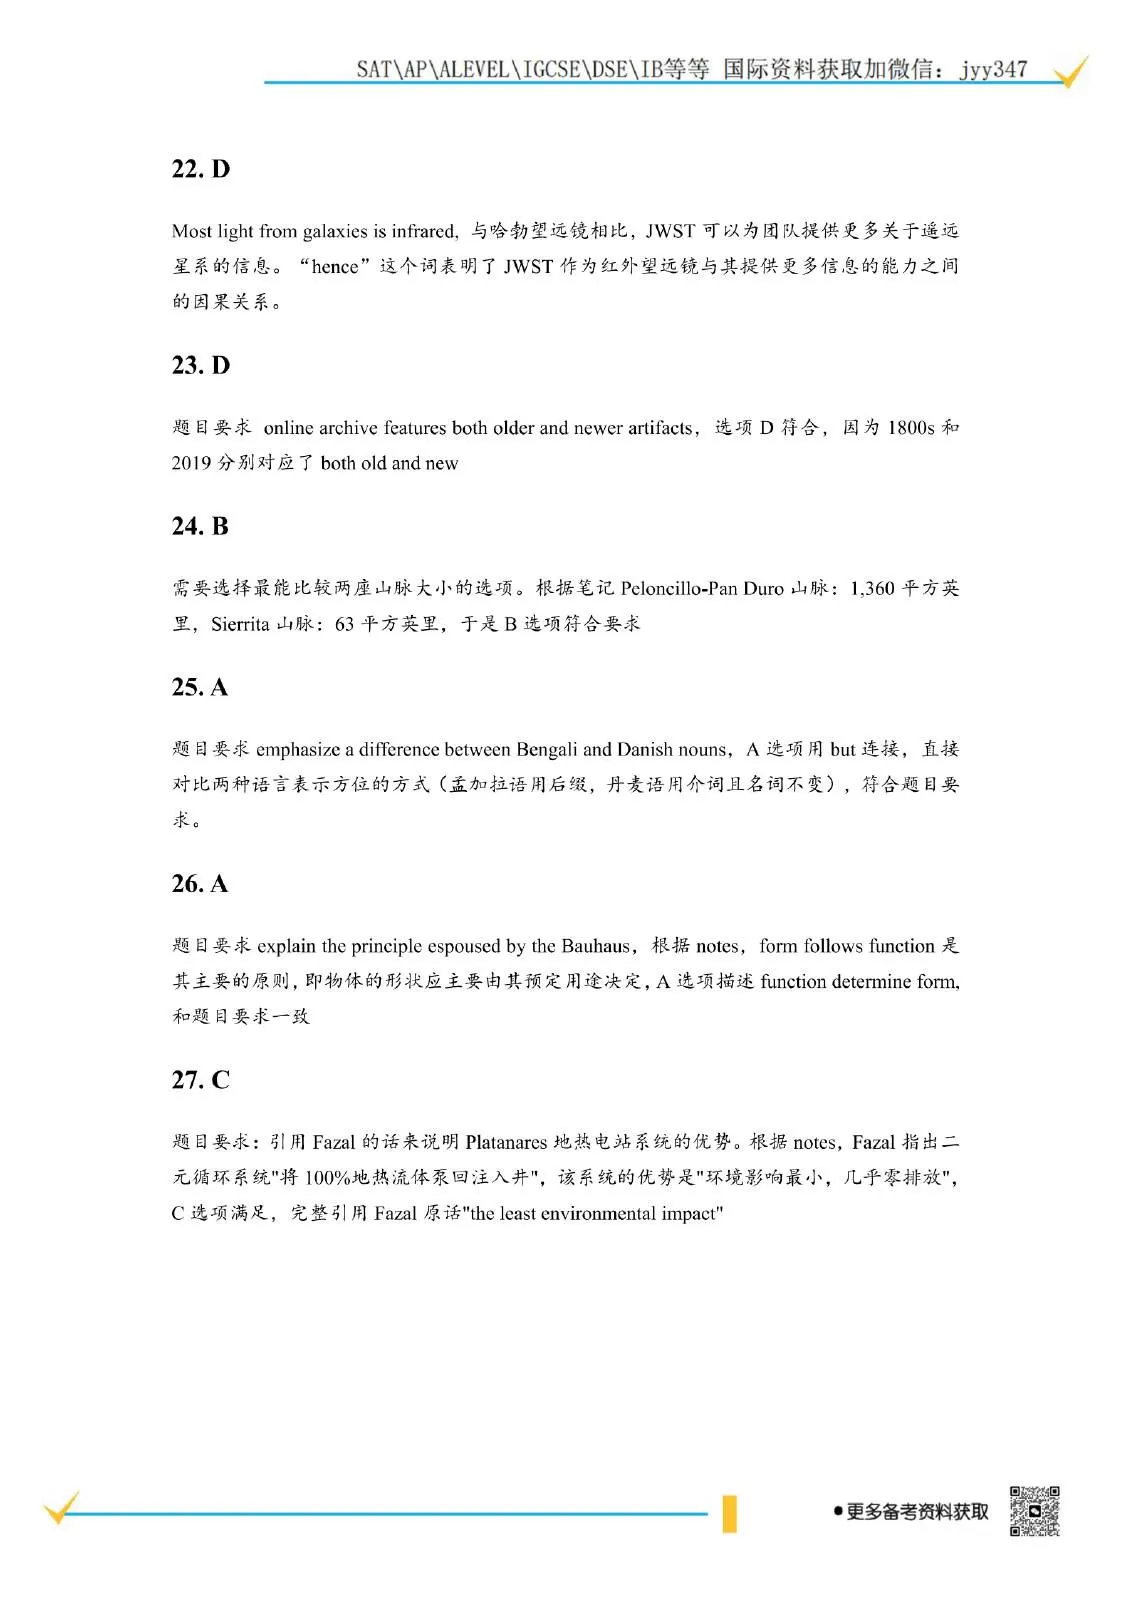 SAT\AP\ALEVEL\IGCSE\DSE\IB等等 国际资料获取加微信：jyy347
22. D
Most light from galaxies is infrared, 与哈勃望远镜相比，JWST 可以为团队提供更多关于遥远
星系的信息。“hence”这个词表明了 JWST 作为红外望远镜与其提供更多信息的能力之间
的因果关系。
23. D
题目要求 online archive features both older and newer artifacts，选项 D 符合，因为 1800s 和
2019 分别对应了 both old and new
24. B
需要选择最能比较两座山脉大小的选项。根据笔记 Peloncillo-Pan Duro 山脉：1,360 平方英
里，Sierrita 山脉：63 平方英里，于是 B 选项符合要求
25. A
题目要求 emphasize a difference between Bengali and Danish nouns，A 选项用 but 连接，直接
对比两种语言表示方位的方式（孟加拉语用后缀，丹麦语用介词且名词不变），符合题目要
求。
26. A
题目要求 explain the principle espoused by the Bauhaus，根据 notes，form follows function 是
其主要的原则，即物体的形状应主要由其预定用途决定，A 选项描述 function determine form,
和题目要求一致
27. C
题目要求：引用 Fazal 的话来说明 Platanares 地热电站系统的优势。根据 notes，Fazal 指出二
元循环系统"将 100%地热流体泵回注入井"，该系统的优势是"环境影响最小，几乎零排放"，
C 选项满足，完整引用 Fazal 原话"the least environmental impact"
•更多备考资料获取